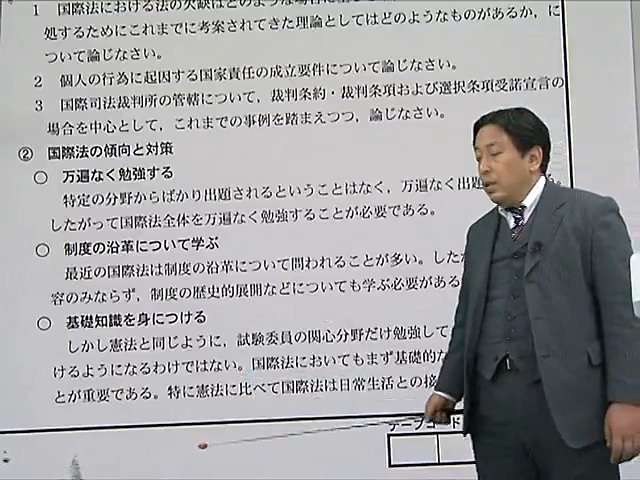 1 国際法における法の欠缺はどのような場合に
処するためにこれまでに考案されてきた理論としてはどのようなものがあるか，に
ついて論じなさい。
2 個人の行為に起因する国家責任の成立要件について論じなさい。
3 国際司法裁判所の管轄について，裁判条約・裁判条項および選択条項受諾宣言の
場合を中心として，これまでの事例を踏まえつつ，論じなさい。
② 国際法の傾向と対策
○ 万遍なく勉強する
特定の分野からばかり出題されるということはなく，万遍なく出題
したがって国際法全体を万遍なく勉強することが必要である。
○ 制度の沿革について学ぶ
最近の国際法は制度の沿革について問われることが多い。した
容のみならず，制度の歴史的展開などについても学ぶ必要がある
○ 基礎知識を身につける
しかし憲法と同じように，試験委員の関心分野だけ勉強して
けるようになるわけではない。国際法においてもまず基礎的な
とが重要である。特に憲法に比べて国際法は日常生活との接
テープコード